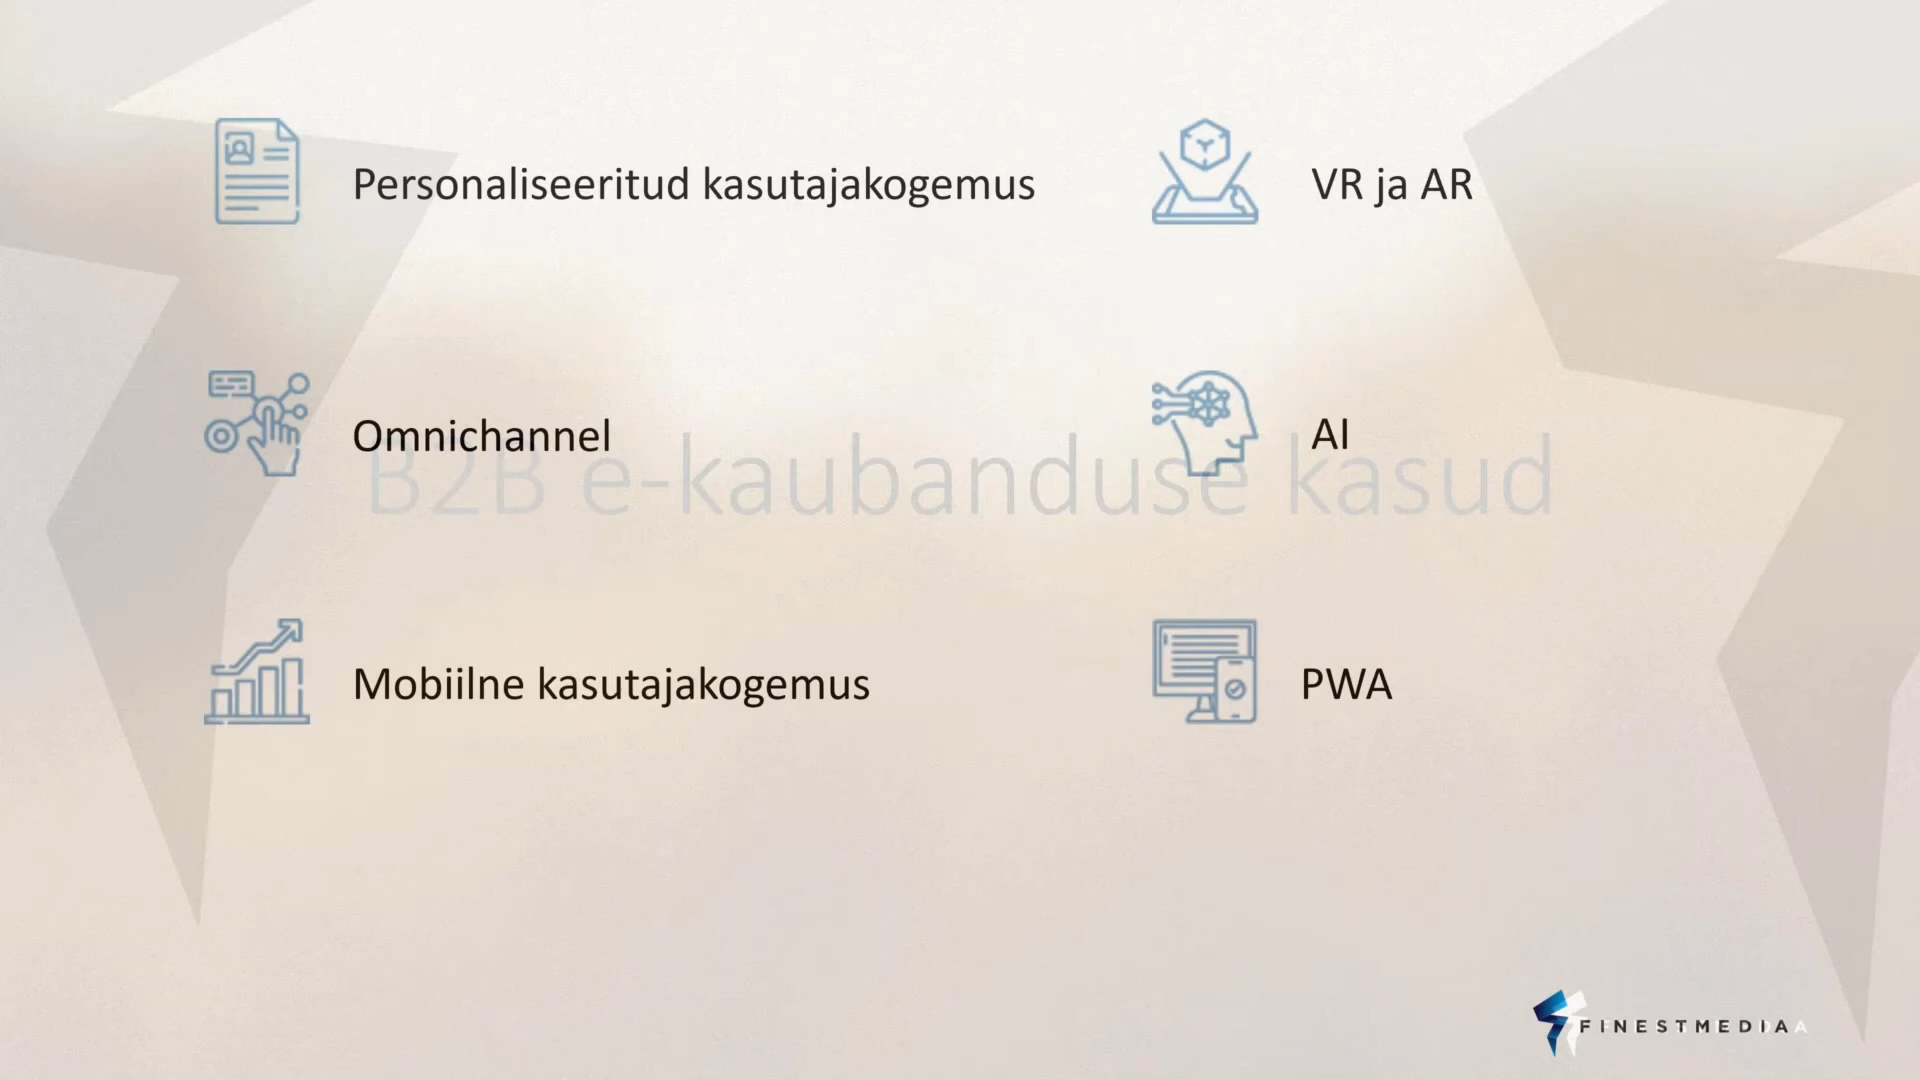 Personaliseeritud kasutajakogemus
VR ja AR
Omnichannel
AI
B2B e-kaubanduse kasud
Mobiilne kasutajakogemus
PWA
FINESTMEDIA